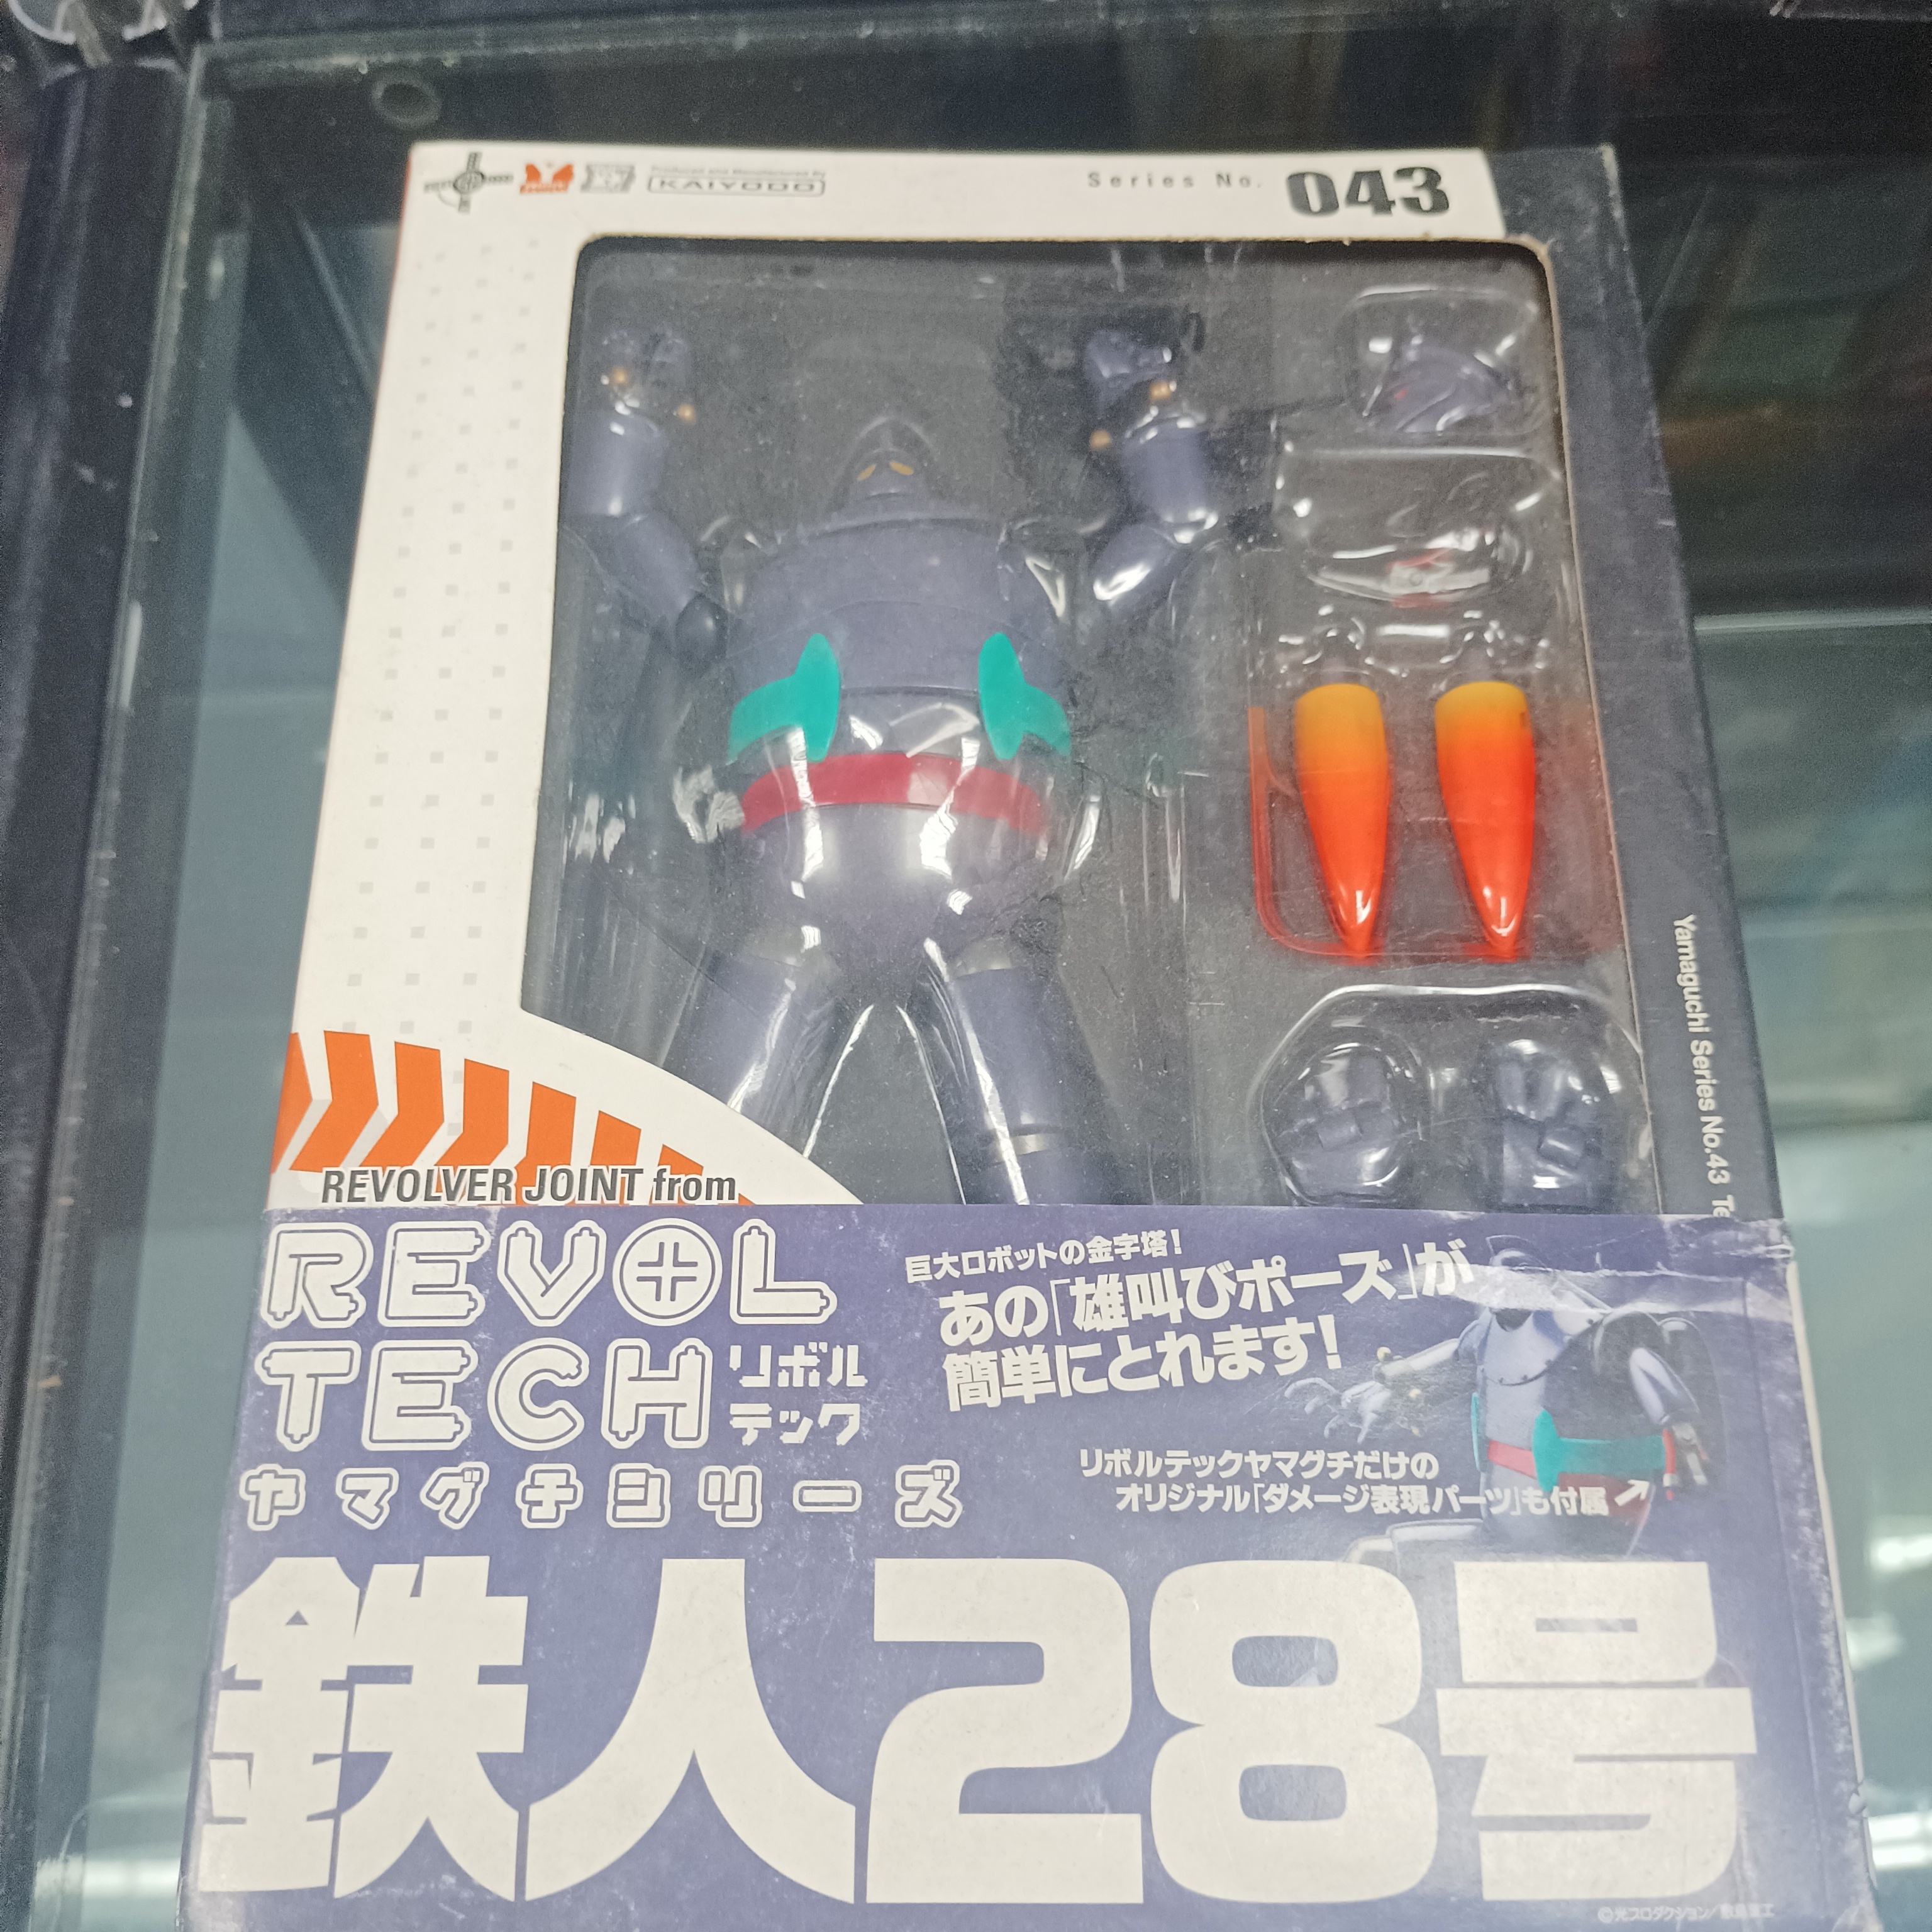 Produced and Manufactured by
KAIYODO
Series No. 043
Yamaguchi Series No.43
REVOLVER JOINT from
REVOL
TECH
リボル
テック
ヤマグチシリーズ
巨大ロボットの金字塔!
あの「雄叫びポーズ」が
簡単にとれます!
リボルテックヤマグチだけの
オリジナル「ダメージ表現パーツ」も付属
鉄人28号